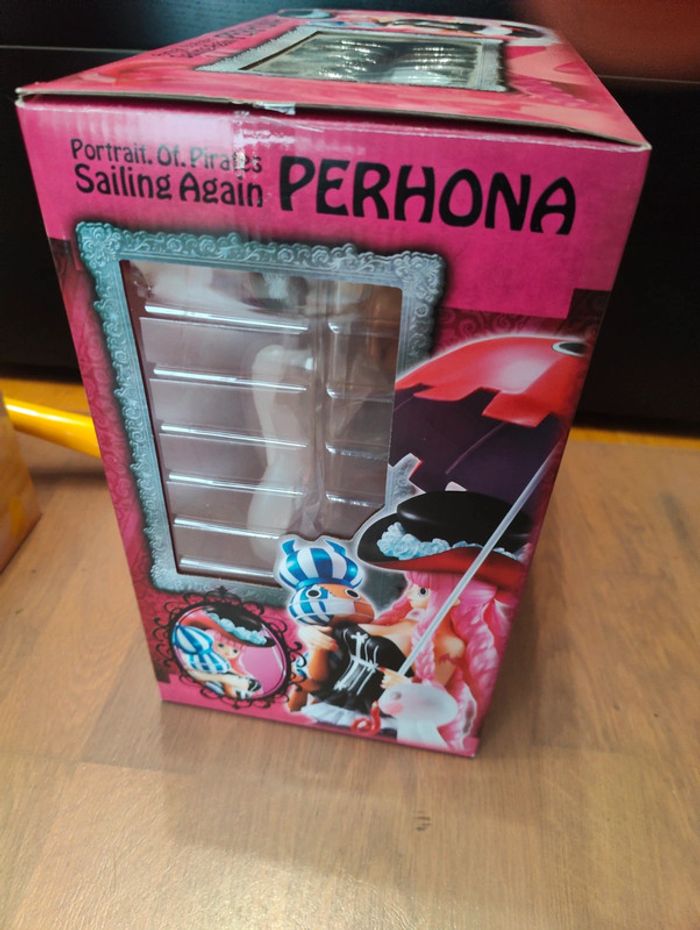 Portrait. Of. Pirates
Sailing Again PERHONA